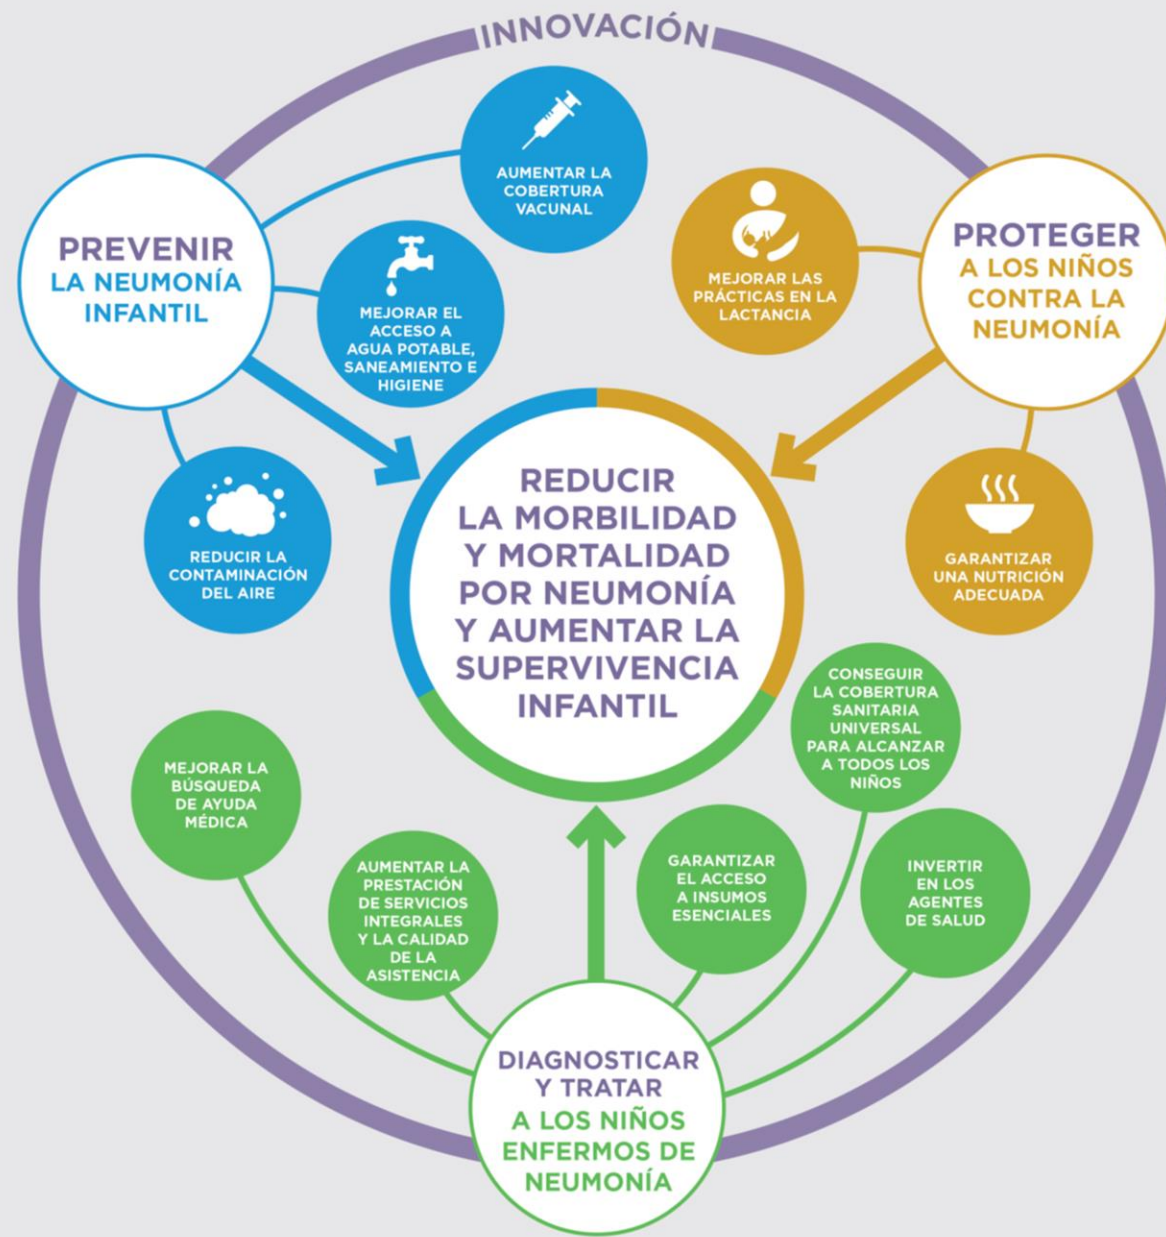 INNOVACIÓN
AUMENTAR LA
COBERTURA
VACUNAL
PREVENIR
LA NEUMONÍA
INFANTIL
MEJORAR EL
ACCESO A
AGUA POTABLE,
SANEAMIENTO E
HIGIENE
REDUCIR LA
CONTAMINACIÓN
DEL AIRE
MEJORAR LAS
PRÁCTICAS EN LA
LACTANCIA
PROTEGER
A LOS NIÑOS
CONTRA LA
NEUMONÍA
GARANTIZAR
UNA NUTRICIÓN
ADECUADA
REDUCIR
LA MORBILIDAD
Y MORTALIDAD
POR NEUMONÍA
Y AUMENTAR LA
SUPERVIVENCIA
INFANTIL
MEJORAR LA
BÚSQUEDA
DE AYUDA
MÉDICA
AUMENTAR LA
PRESTACIÓN
DE SERVICIOS
INTEGRALES
Y LA CALIDAD
DE LA
ASISTENCIA
GARANTIZAR
EL ACCESO
A INSUMOS
ESENCIALES
CONSEGUIR
LA COBERTURA
SANITARIA
UNIVERSAL
PARA ALCANZAR
A TODOS LOS
NIÑOS
INVERTIR
EN LOS
AGENTES
DE SALUD
DIAGNOSTICAR
Y TRATAR
A LOS NIÑOS
ENFERMOS DE
NEUMONÍA